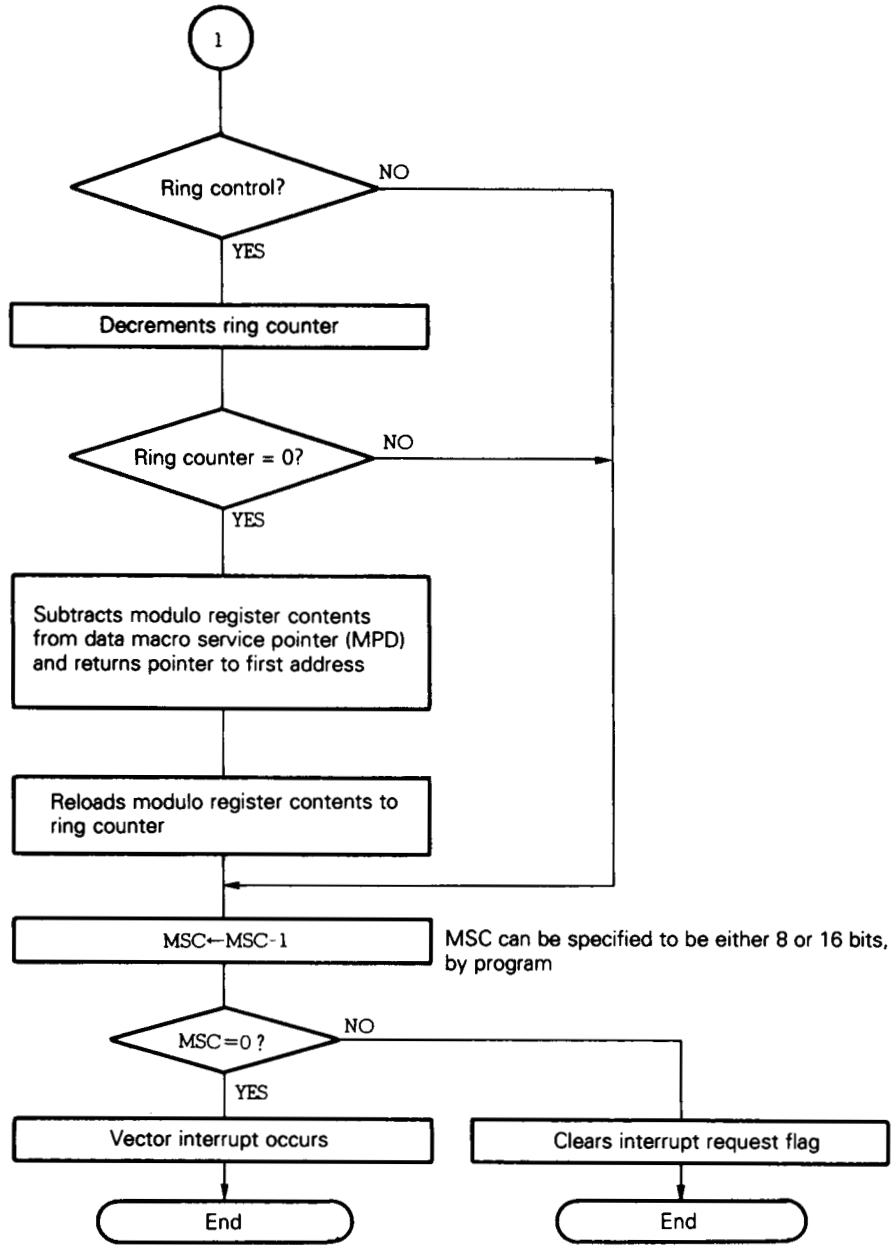 1
Ring control?
NO
YES
Decrements ring counter
Ring counter = 0?
NO
YES
Subtracts modulo register contents
from data macro service pointer (MPD)
and returns pointer to first address
Reloads modulo register contents to
ring counter
MSC←MSC-1
MSC can be specified to be either 8 or 16 bits,
by program
MSC=0?
NO
YES
Vector interrupt occurs
Clears interrupt request flag
End
End